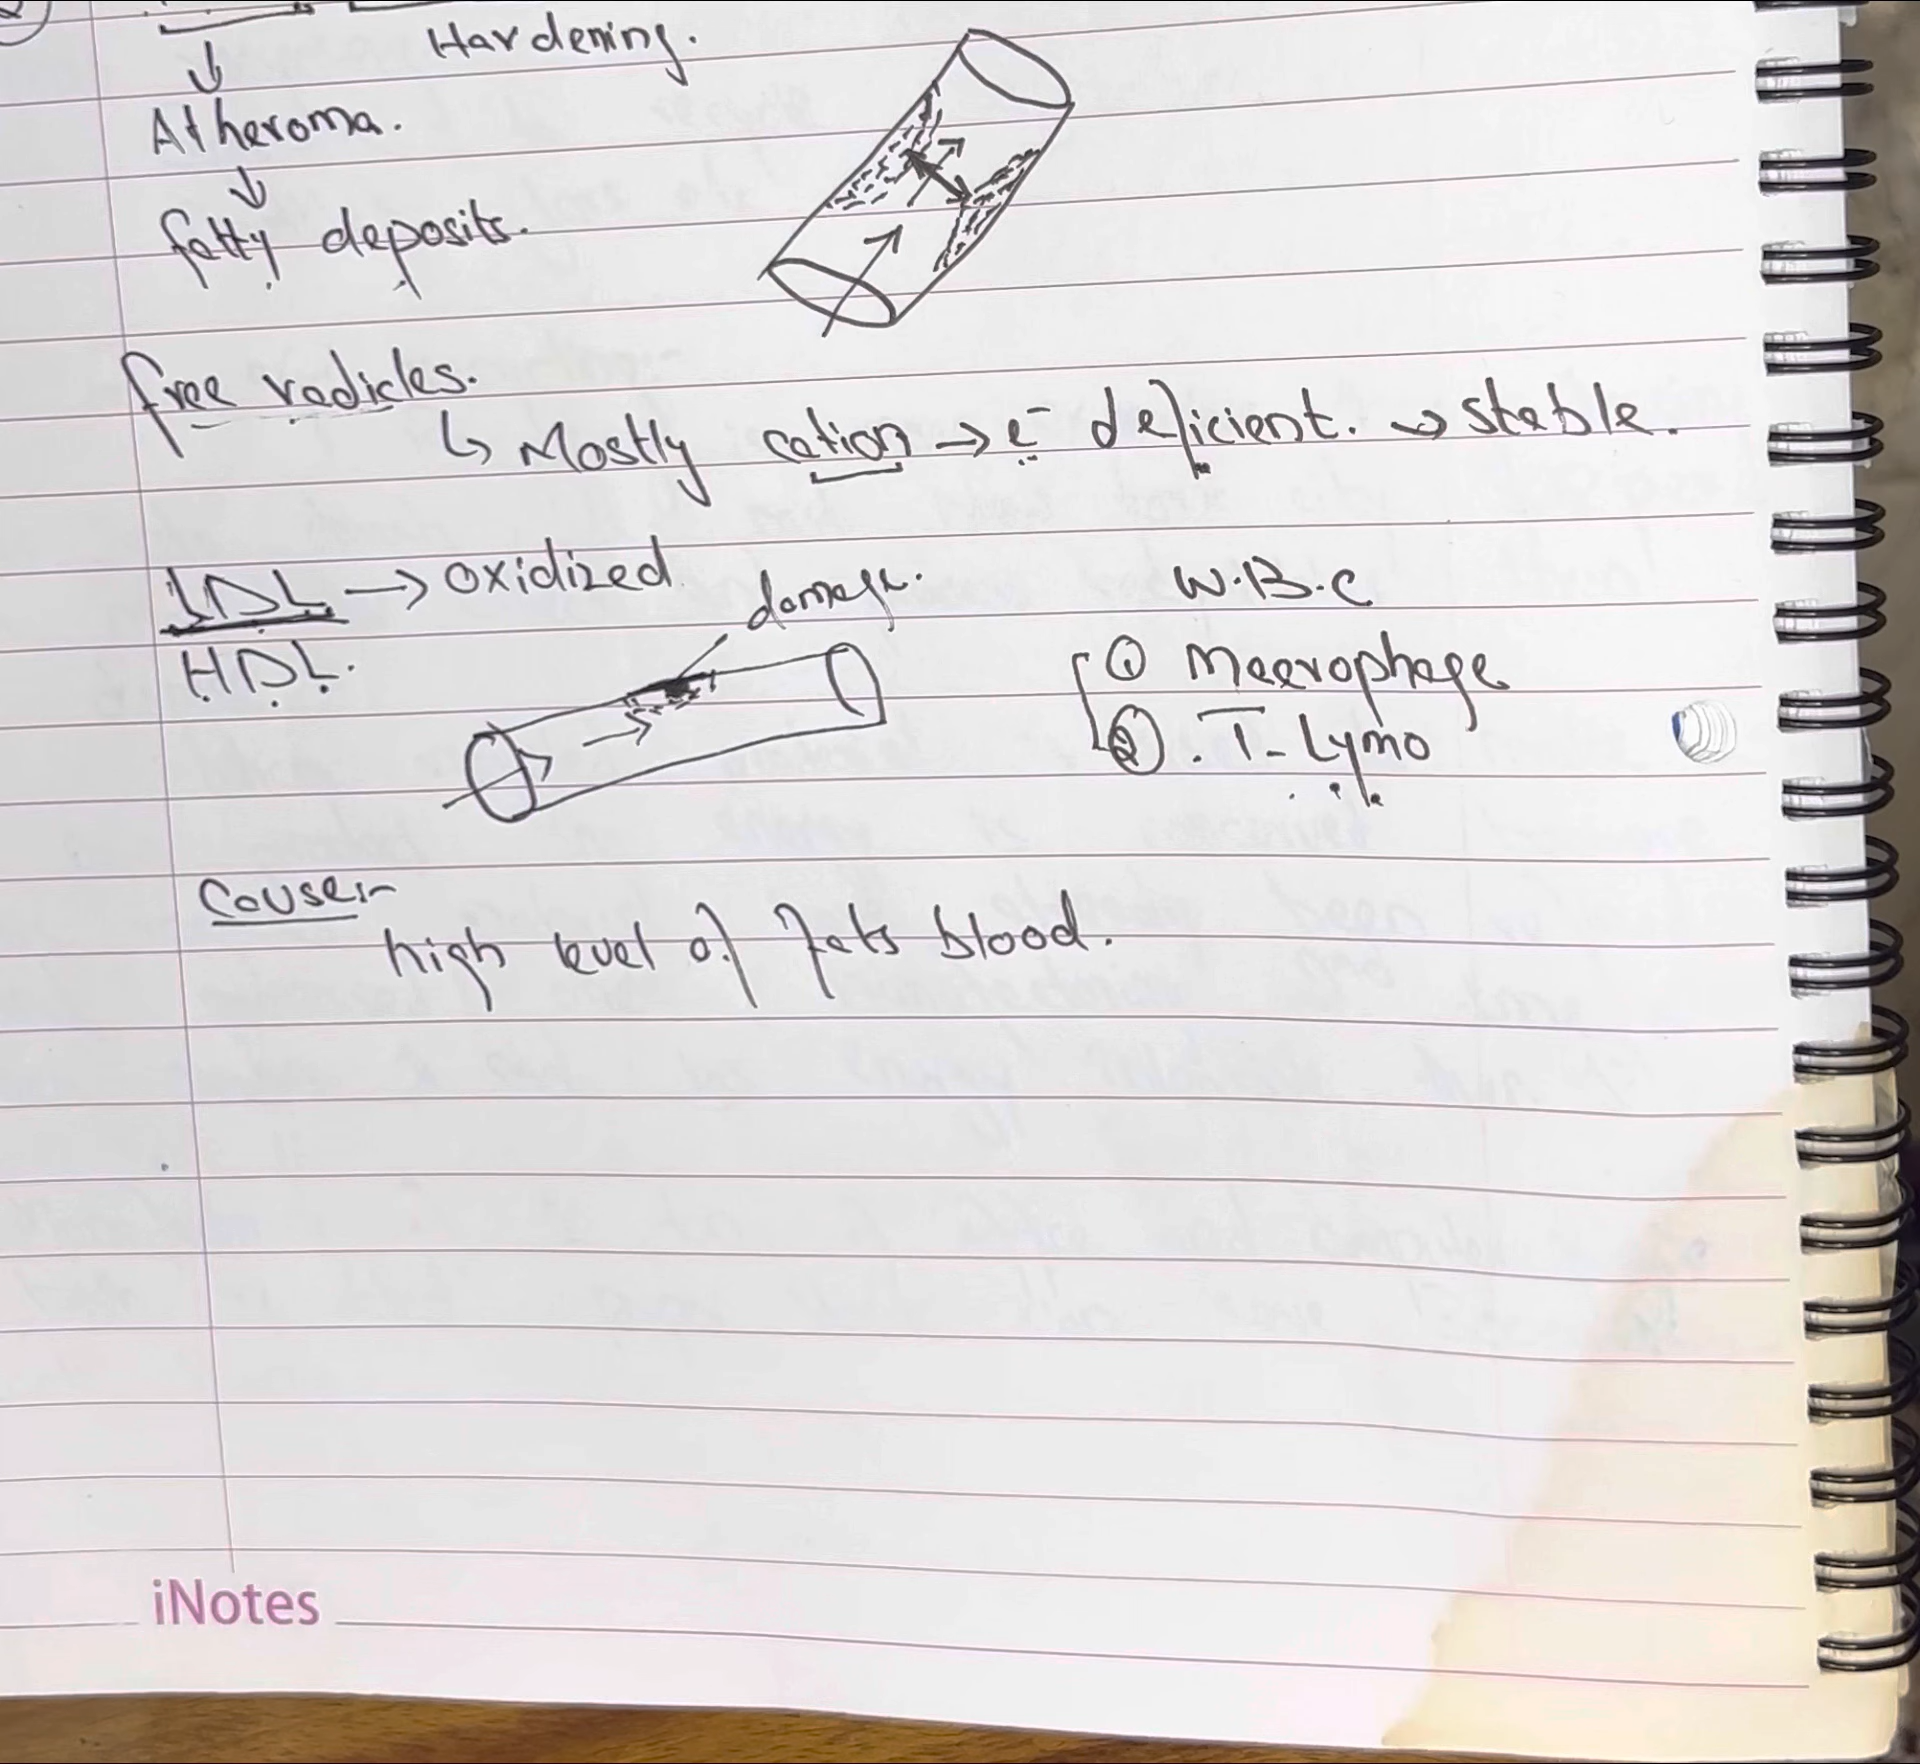 Hardening.
Atheroma.
fatty deposits.
free radicles.
↳ Mostly cation → e⁻ deficient. → stable.
LDL → oxidized.
damage.
W.B.C
HDL.
① Macrophage
② . T- Lymo
Cause:-
high level of fats blood.
iNotes